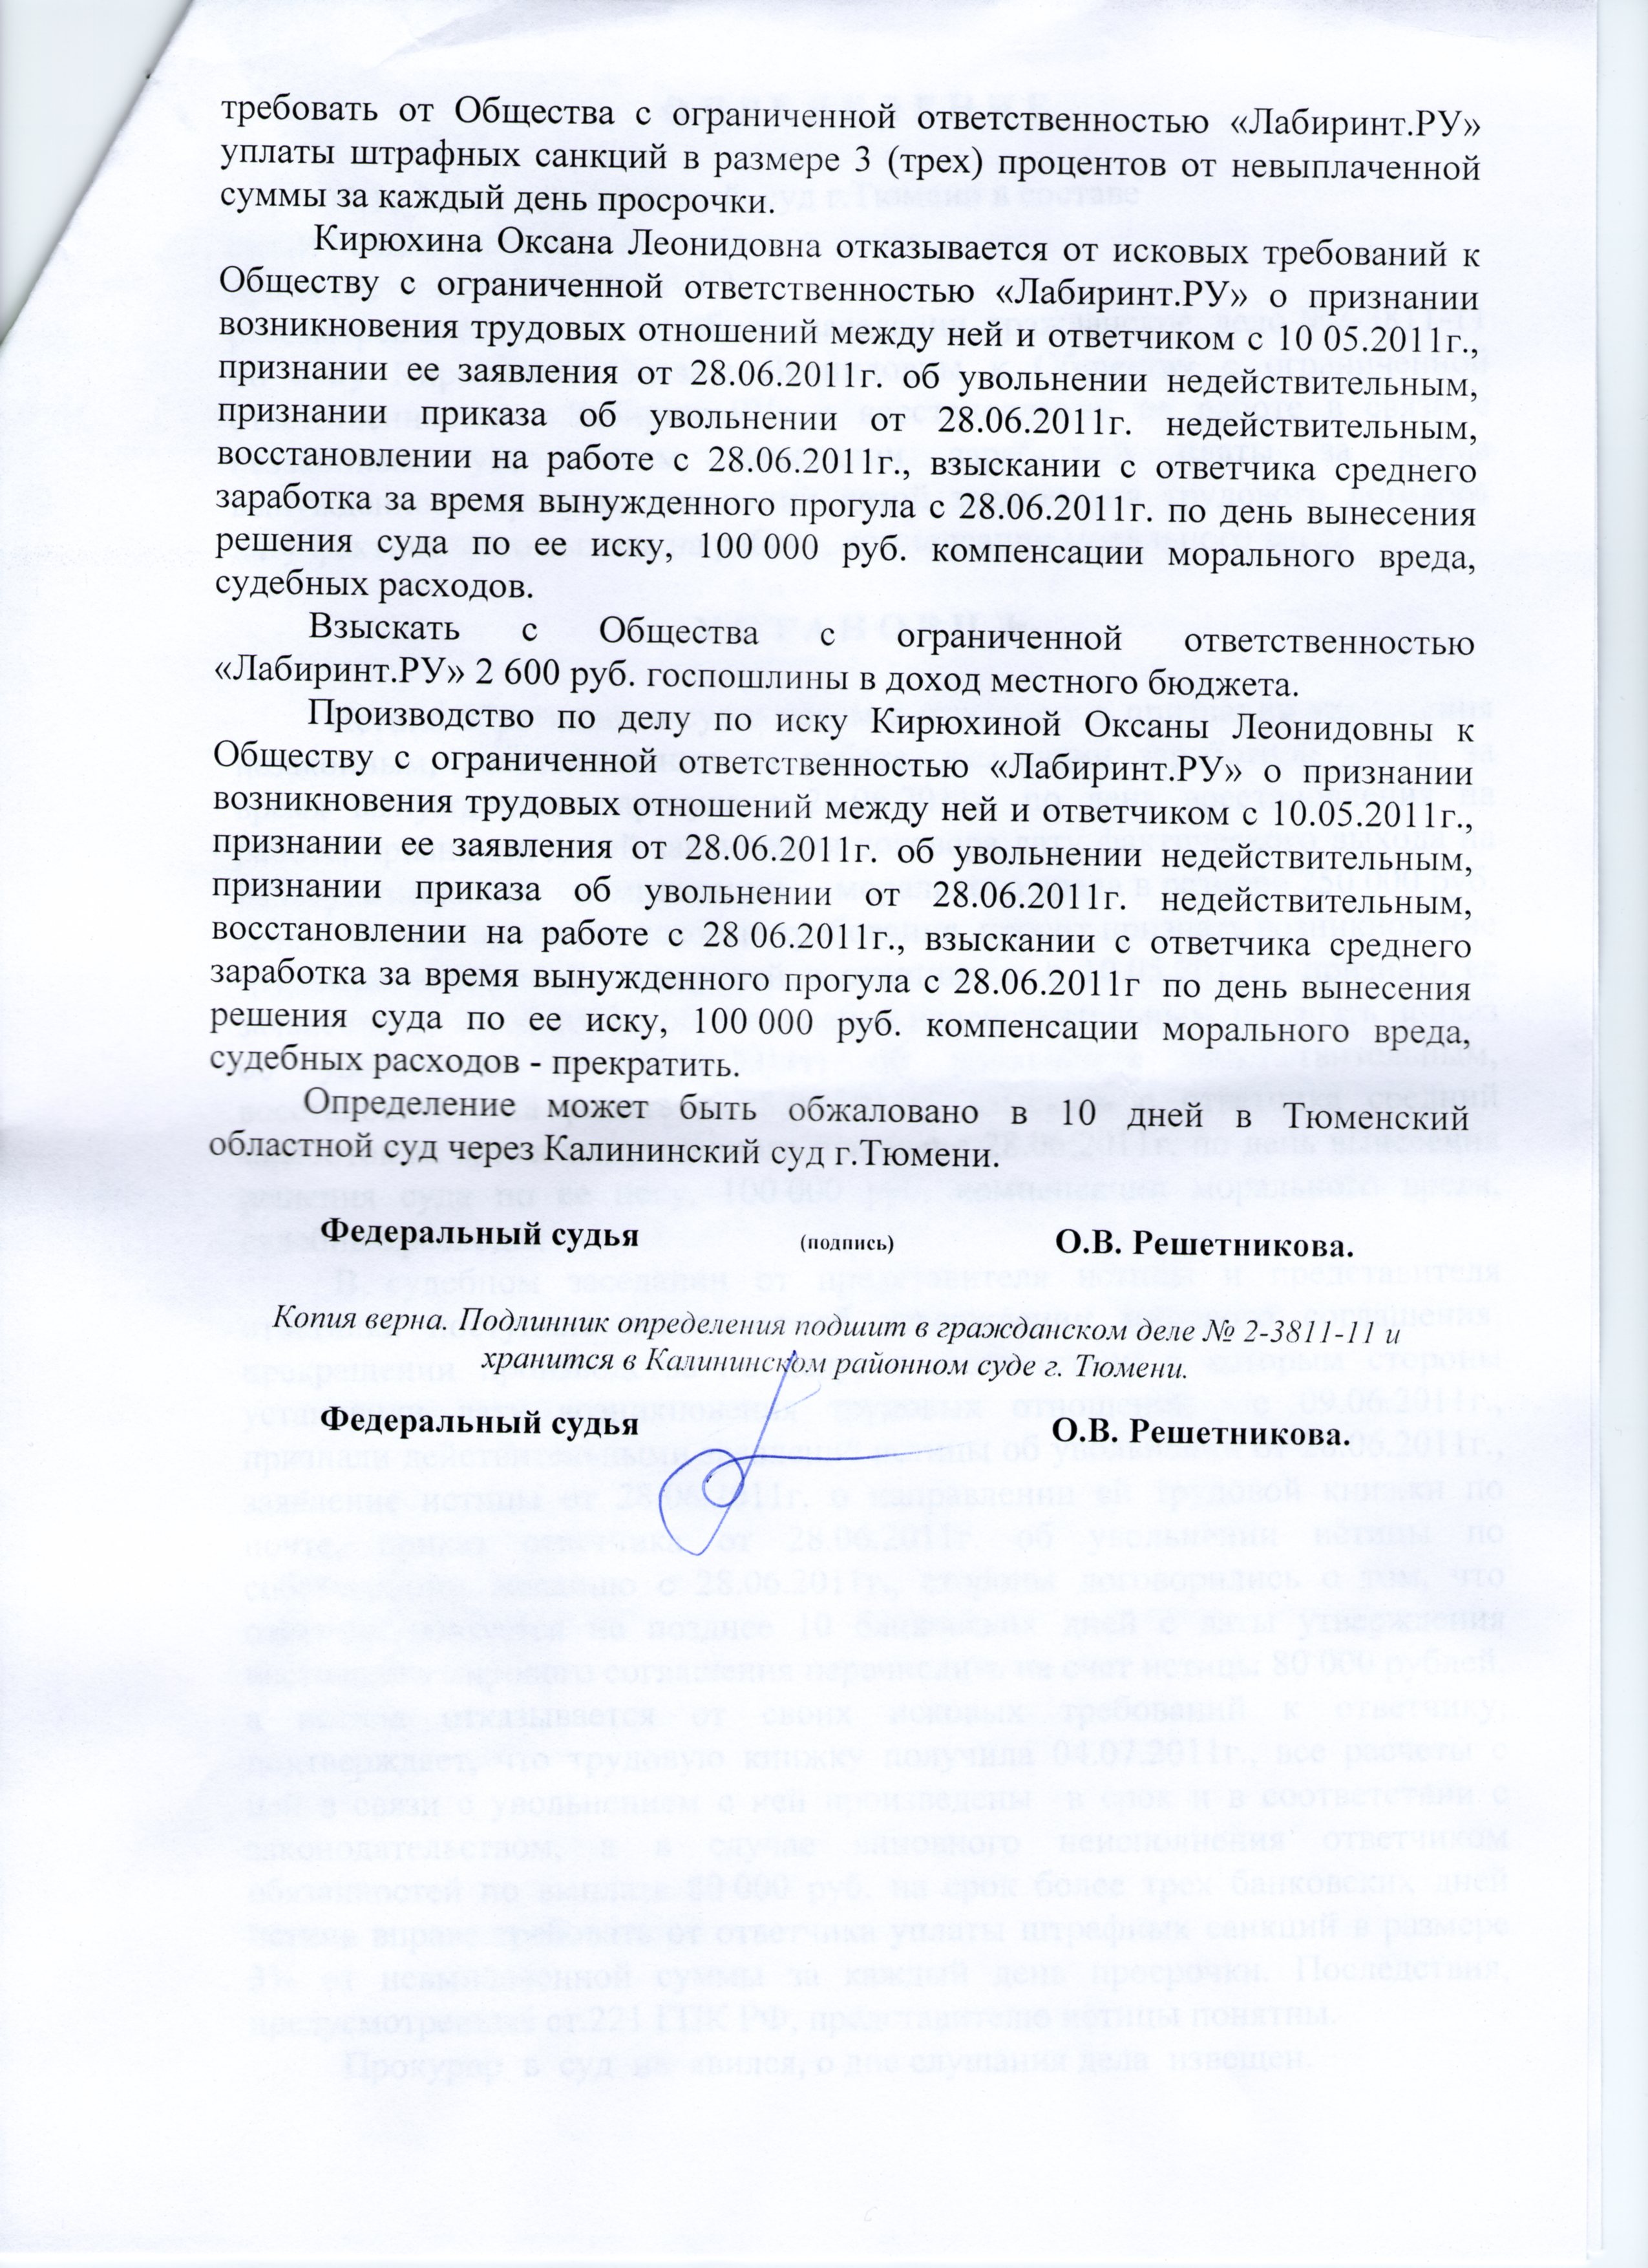 требовать от Общества с ограниченной ответственностью «Лабиринт.РУ»
уплаты штрафных санкций в размере 3 (трех) процентов от невыплаченной
суммы за каждый день просрочки.
Кирюхина Оксана Леонидовна отказывается от исковых требований к
Обществу с ограниченной ответственностью «Лабиринт.РУ» о признании
возникновения трудовых отношений между ней и ответчиком с 10 05.2011г.,
признании ее заявления от 28.06.2011г. об увольнении недействительным,
признании приказа об увольнении от 28.06.2011г. недействительным,
восстановлении на работе с 28.06.2011г., взыскании с ответчика среднего
заработка за время вынужденного прогула с 28.06.2011г. по день вынесения
решения суда по ее иску, 100 000 руб. компенсации морального вреда,
судебных расходов.
Взыскать с Общества с ограниченной ответственностью
«Лабиринт.РУ» 2 600 руб. госпошлины в доход местного бюджета.
Производство по делу по иску Кирюхиной Оксаны Леонидовны к
Обществу с ограниченной ответственностью «Лабиринт.РУ» о признании
возникновения трудовых отношений между ней и ответчиком с 10.05.2011г.,
признании ее заявления от 28.06.2011г. об увольнении недействительным,
признании приказа об увольнении от 28.06.2011г. недействительным,
восстановлении на работе с 28 06.2011г., взыскании с ответчика среднего
заработка за время вынужденного прогула с 28.06.2011г по день вынесения
решения суда по ее иску, 100 000 руб. компенсации морального вреда,
судебных расходов - прекратить.
Определение может быть обжаловано в 10 дней в Тюменский
областной суд через Калининский суд г.Тюмени.
Федеральный судья (подпись) О.В. Решетникова.
Копия верна. Подлинник определения подшит в гражданском деле № 2-3811-11 и
хранится в Калининском районном суде г. Тюмени.
Федеральный судья О.В. Решетникова.